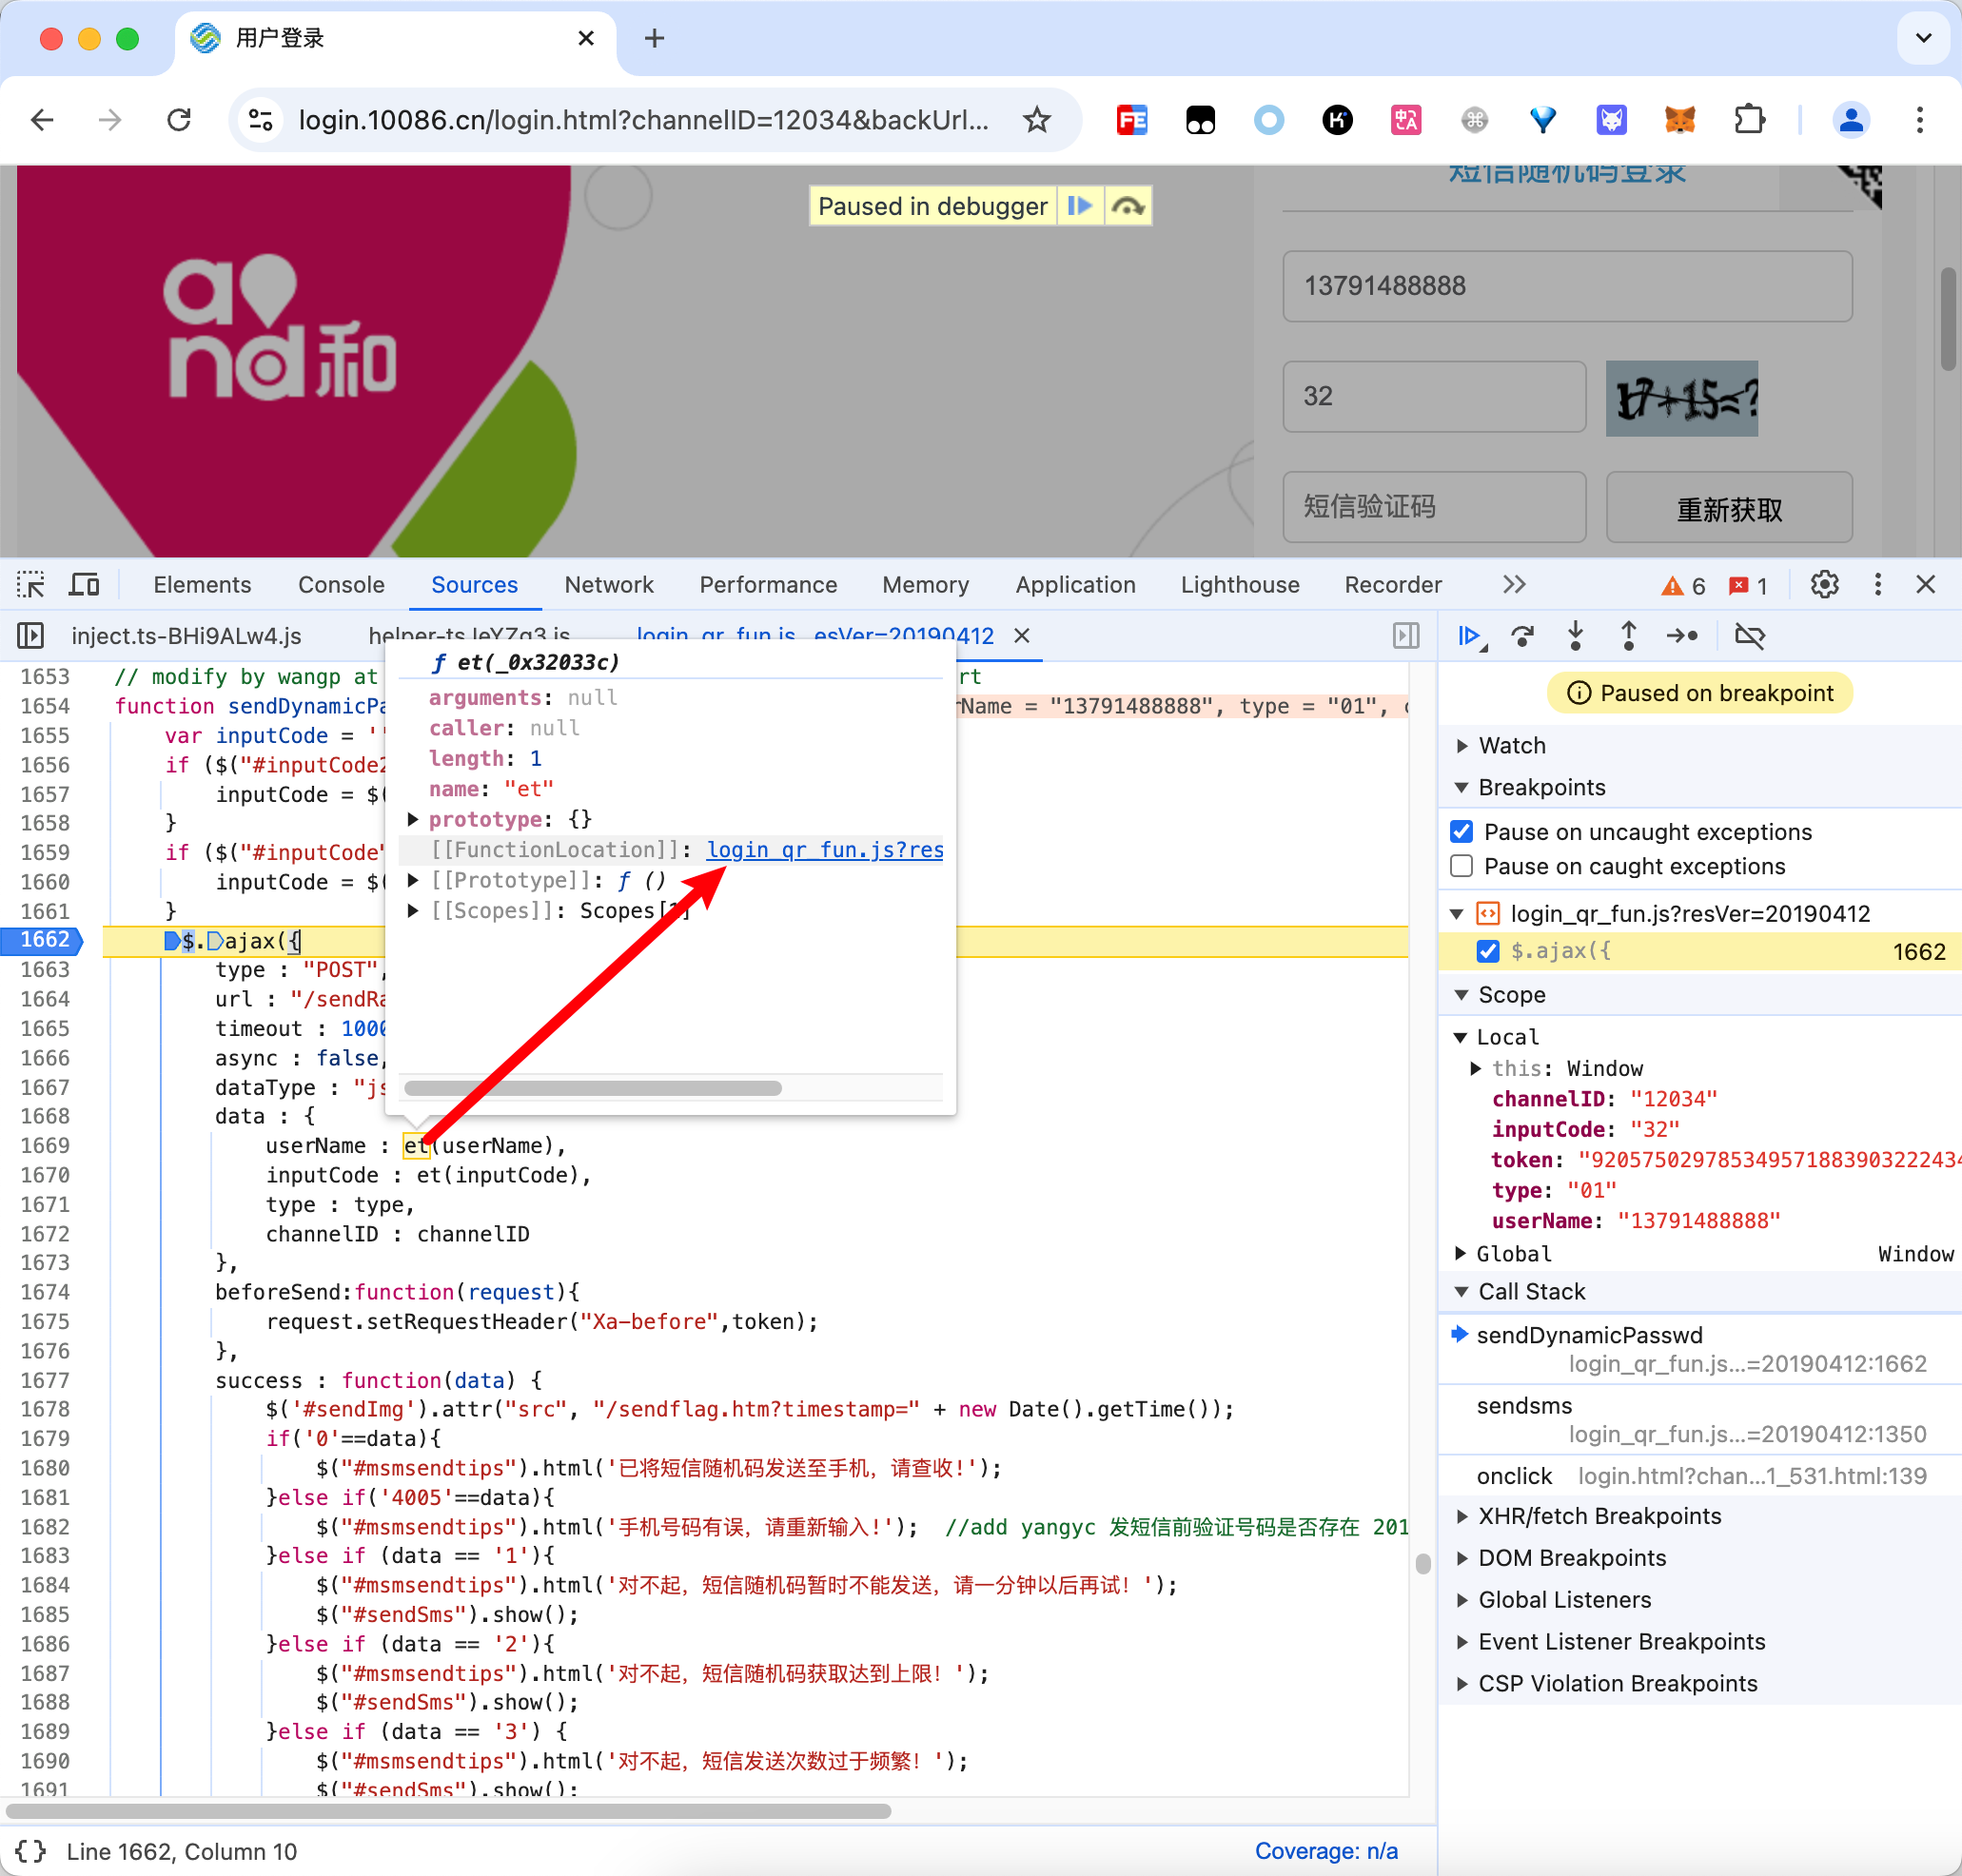 用户登录
login.10086.cn/login.html?channelID=12034&backUrl...
短信随机码登录
Paused in debugger
and和
13791488888
32
17+15=?
短信验证码
重新获取
Elements Console Sources Network Performance Memory Application Lighthouse Recorder 6 1
inject.ts-BHi9ALw4.js
login_qr_fun.js...esVer=20190412
1653 // modify by wangp at rt
1654 function sendDynamicPa rName = "13791488888", type = "01", c
1655 var inputCode = ''
1656 if ($("#inputCode2
1657 inputCode = $(
1658 }
1659 if ($("#inputCode"
1660 inputCode = $(
1661 }
1662 $.ajax({
1663 type : "POST",
1664 url : "/sendRa
1665 timeout : 1000
1666 async : false,
1667 dataType : "js
1668 data : {
1669 userName : et(userName),
1670 inputCode : et(inputCode),
1671 type : type,
1672 channelID : channelID
1673 },
1674 beforeSend:function(request){
1675 request.setRequestHeader("Xa-before",token);
1676 },
1677 success : function(data) {
1678 $('#sendImg').attr("src", "/sendflag.htm?timestamp=" + new Date().getTime());
1679 if('0'==data){
1680 $("#msmsendtips").html('已将短信随机码发送至手机，请查收!');
1681 }else if('4005'==data){
1682 $("#msmsendtips").html('手机号码有误，请重新输入!'); //add yangyc 发短信前验证号码是否存在 201
1683 }else if (data == '1'){
1684 $("#msmsendtips").html('对不起，短信随机码暂时不能发送，请一分钟以后再试！');
1685 $("#sendSms").show();
1686 }else if (data == '2'){
1687 $("#msmsendtips").html('对不起，短信随机码获取达到上限！');
1688 $("#sendSms").show();
1689 }else if (data == '3') {
1690 $("#msmsendtips").html('对不起，短信发送次数过于频繁！');
1691 $("#sendSms").show();
ƒ et(_0x32033c)
arguments: null
caller: null
length: 1
name: "et"
prototype: {}
[[FunctionLocation]]: login_qr_fun.js?res
[[Prototype]]: ƒ ()
[[Scopes]]: Scopes[
Line 1662, Column 10
Coverage: n/a
Paused on breakpoint
Watch
Breakpoints
Pause on uncaught exceptions
Pause on caught exceptions
login_qr_fun.js?resVer=20190412
$.ajax({ 1662
Scope
Local
this: Window
channelID: "12034"
inputCode: "32"
token: "920575029785349571883903222434
type: "01"
userName: "13791488888"
Global Window
Call Stack
sendDynamicPasswd
login_qr_fun.js...=20190412:1662
sendsms
login_qr_fun.js...=20190412:1350
onclick login.html?chan...1_531.html:139
XHR/fetch Breakpoints
DOM Breakpoints
Global Listeners
Event Listener Breakpoints
CSP Violation Breakpoints